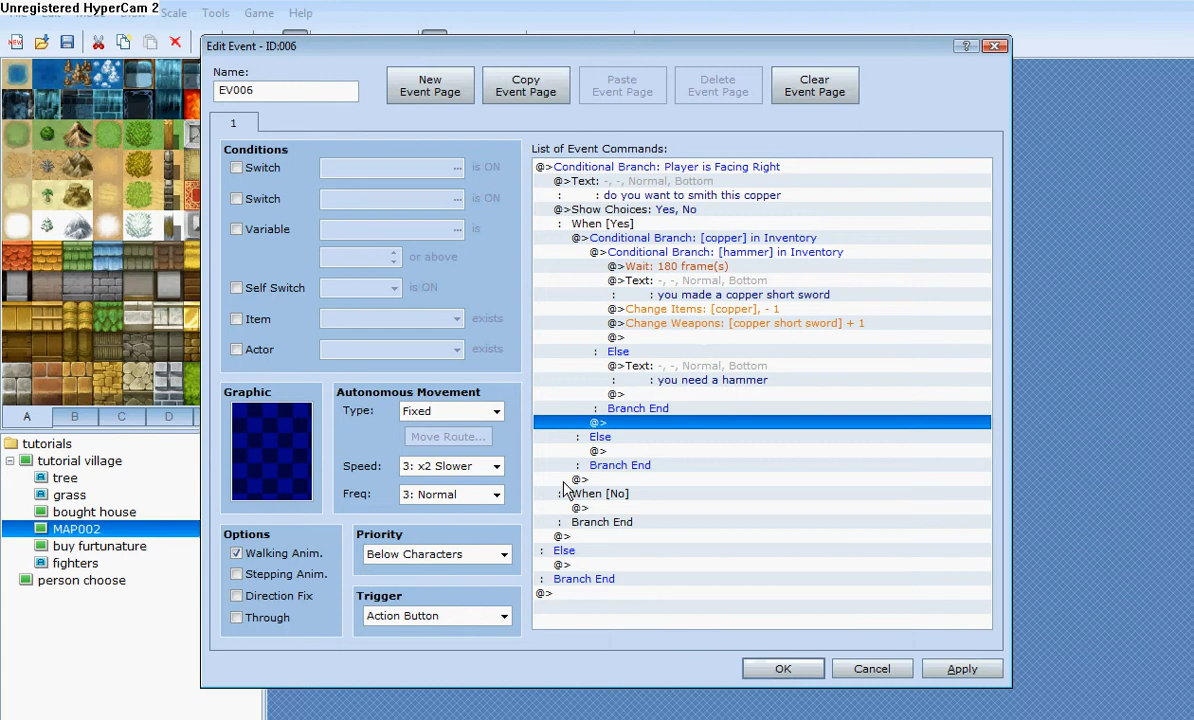 Unregistered HyperCam 2
Scale Tools Game Help
NEW
Edit Event - ID:006
?
Name:
EV006
New Event Page
Copy Event Page
Paste Event Page
Delete Event Page
Clear Event Page
1
Conditions
Switch ... is ON
Switch ... is ON
Variable ... is
or above
Self Switch is ON
Item exists
Actor exists
Graphic
Autonomous Movement
Type: Fixed
Move Route...
Speed: 3: x2 Slower
Freq: 3: Normal
Options
Walking Anim.
Stepping Anim.
Direction Fix
Through
Priority
Below Characters
Trigger
Action Button
List of Event Commands:
@>Conditional Branch: Player is Facing Right
@>Text: -, -, Normal, Bottom
: : do you want to smith this copper
@>Show Choices: Yes, No
: When [Yes]
@>Conditional Branch: [copper] in Inventory
@>Conditional Branch: [hammer] in Inventory
@>Wait: 180 frame(s)
@>Text: -, -, Normal, Bottom
: : you made a copper short sword
@>Change Items: [copper], - 1
@>Change Weapons: [copper short sword] + 1
@>
: Else
@>Text: -, -, Normal, Bottom
: : you need a hammer
@>
: Branch End
@>
: Else
@>
: Branch End
@>
: When [No]
@>
: Branch End
@>
: Else
@>
: Branch End
@>
OK
Cancel
Apply
A B C D
tutorials
tutorial village
tree
grass
bought house
MAP002
buy furtunature
fighters
person choose